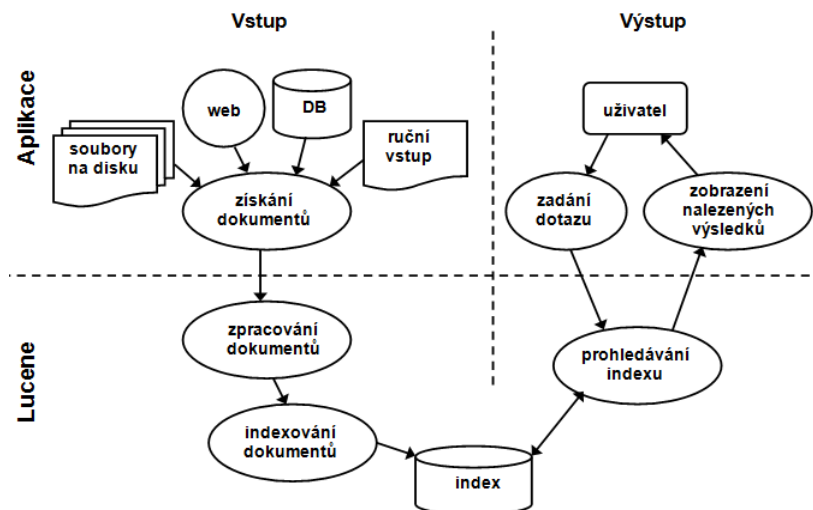 Vstup
Výstup
Aplikace
soubory
na disku
web
DB
ruční
vstup
uživatel
získání
dokumentů
zadání
dotazu
zobrazení
nalezených
výsledků
Lucene
zpracování
dokumentů
prohledávání
indexu
indexování
dokumentů
index